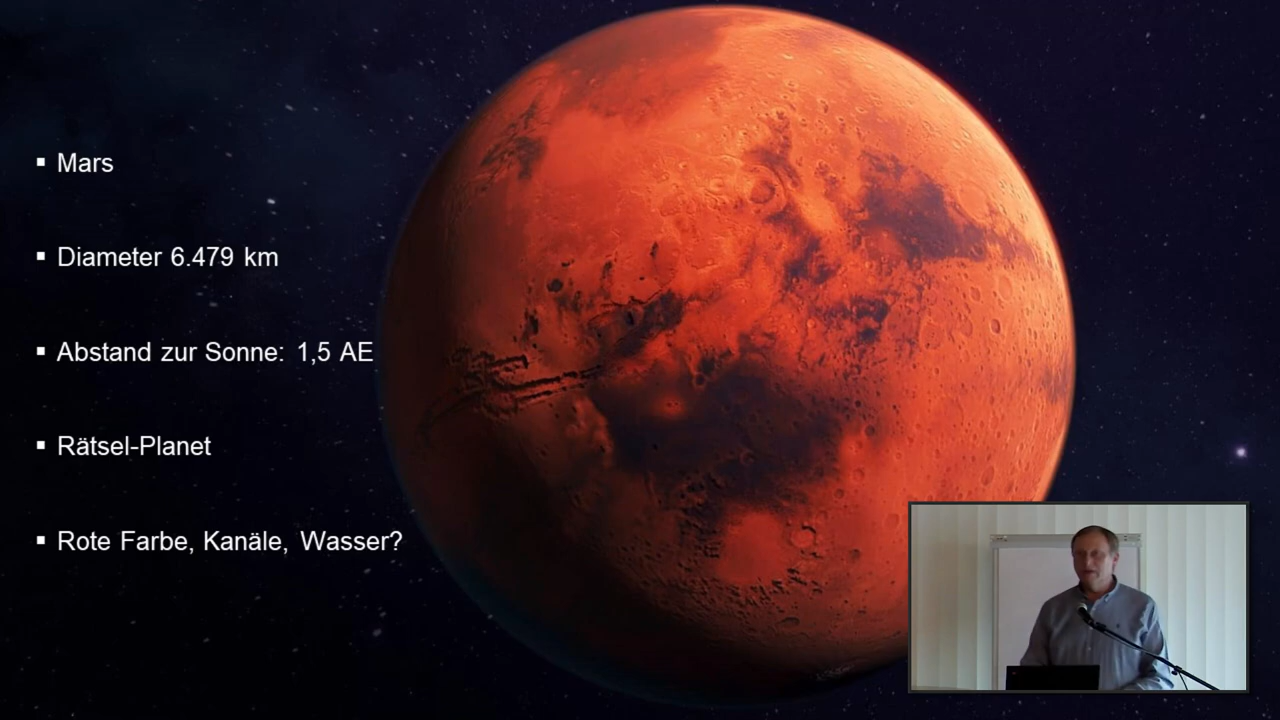 Mars
Diameter 6.479 km
Abstand zur Sonne: 1,5 AE
Rätsel-Planet
Rote Farbe, Kanäle, Wasser?